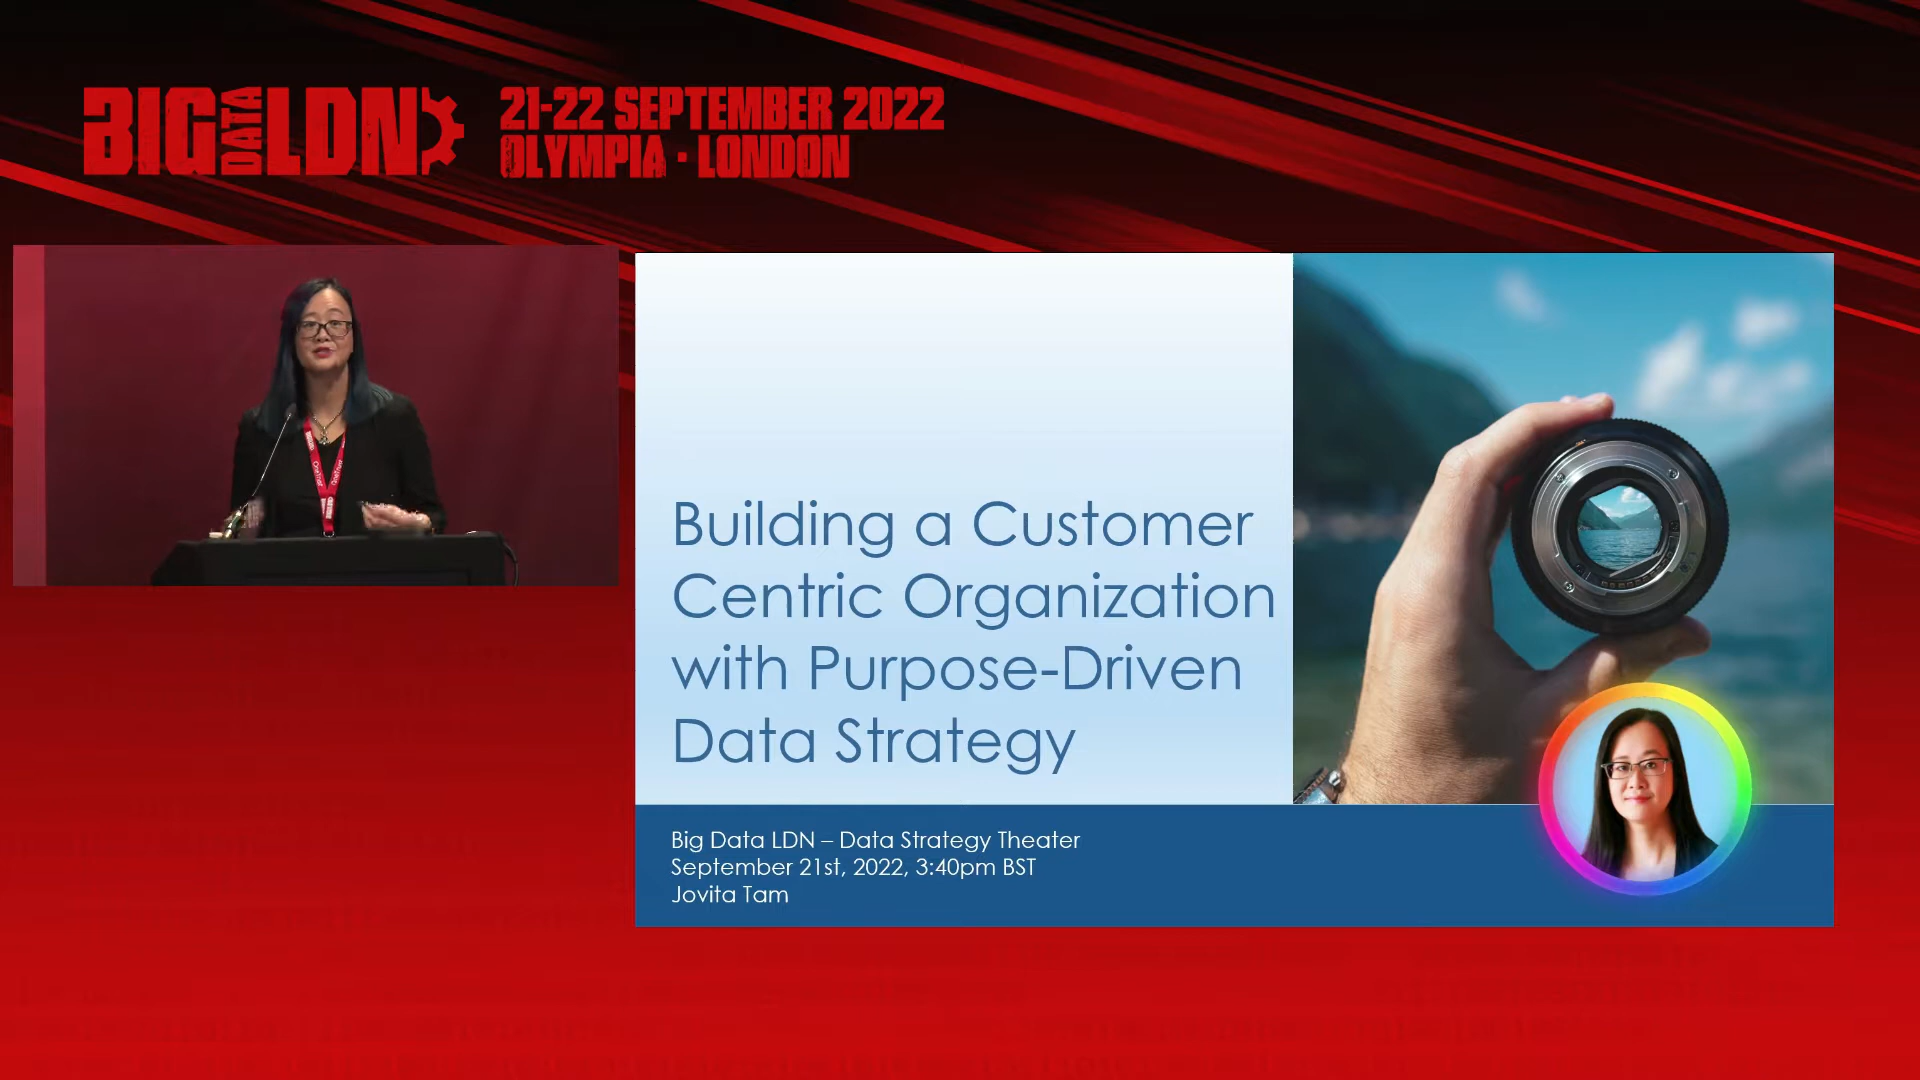 BIG DATA LDN
21-22 SEPTEMBER 2022
OLYMPIA · LONDON
Building a Customer
Centric Organization
with Purpose-Driven
Data Strategy
Big Data LDN – Data Strategy Theater
September 21st, 2022, 3:40pm BST
Jovita Tam